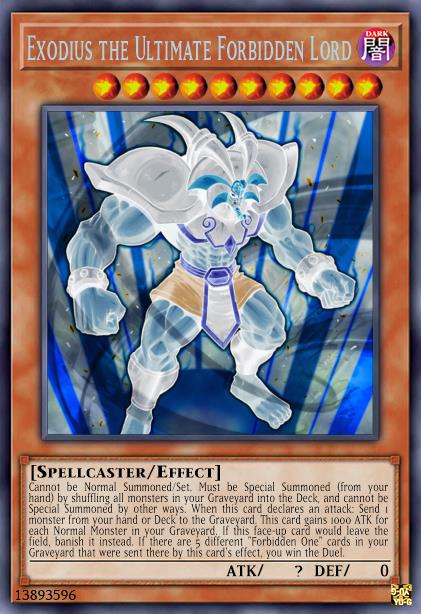 Exodius the Ultimate Forbidden Lord
DARK
闇
[Spellcaster/Effect]
Cannot be Normal Summoned/Set. Must be Special Summoned (from your
hand) by shuffling all monsters in your Graveyard into the Deck, and cannot be
Special Summoned by other ways. When this card declares an attack: Send 1
monster from your hand or Deck to the Graveyard. This card gains 1000 ATK for
each Normal Monster in your Graveyard. If this face-up card would leave the
field, banish it instead. If there are 5 different "Forbidden One" cards in your
Graveyard that were sent there by this card's effect, you win the Duel.
ATK/ ? DEF/ 0
13893596